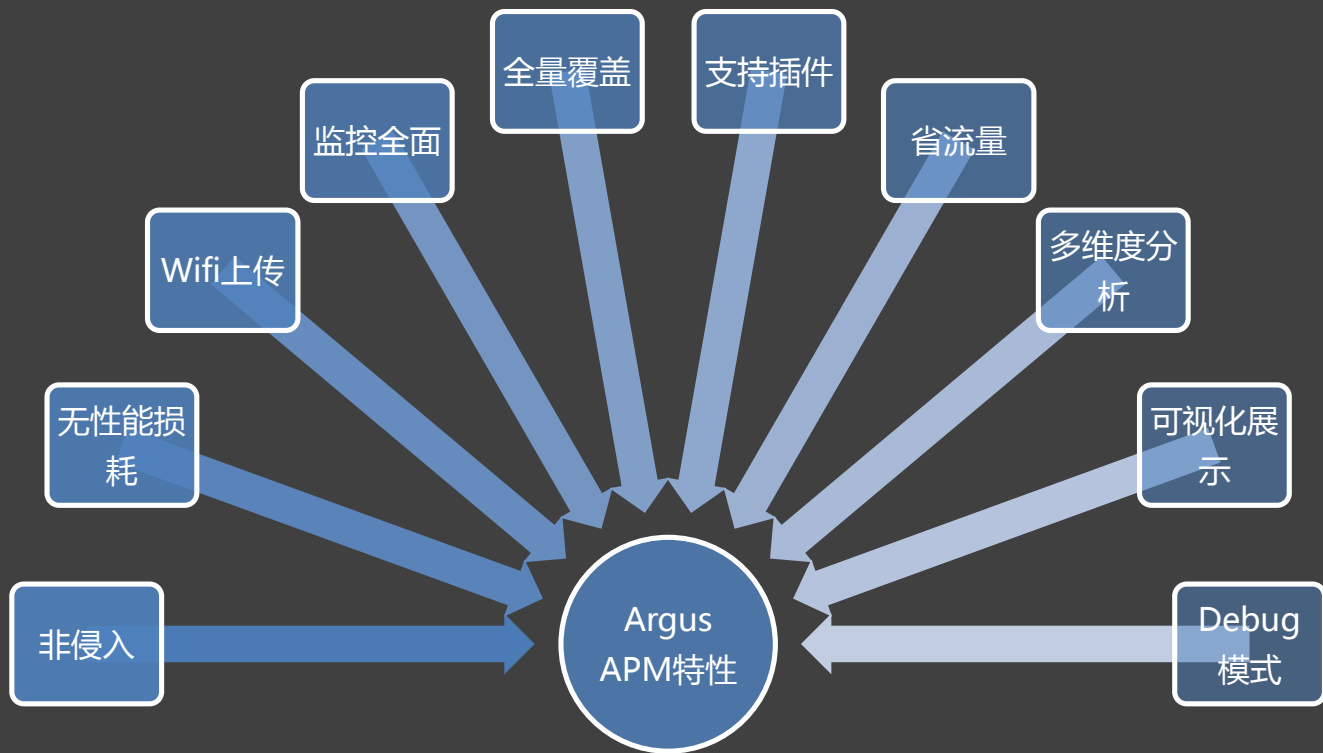 全量覆盖
支持插件
监控全面
省流量
Wifi上传
多维度分
析
无性能损
耗
可视化展
示
非侵入
Argus
APM特性
Debug
模式